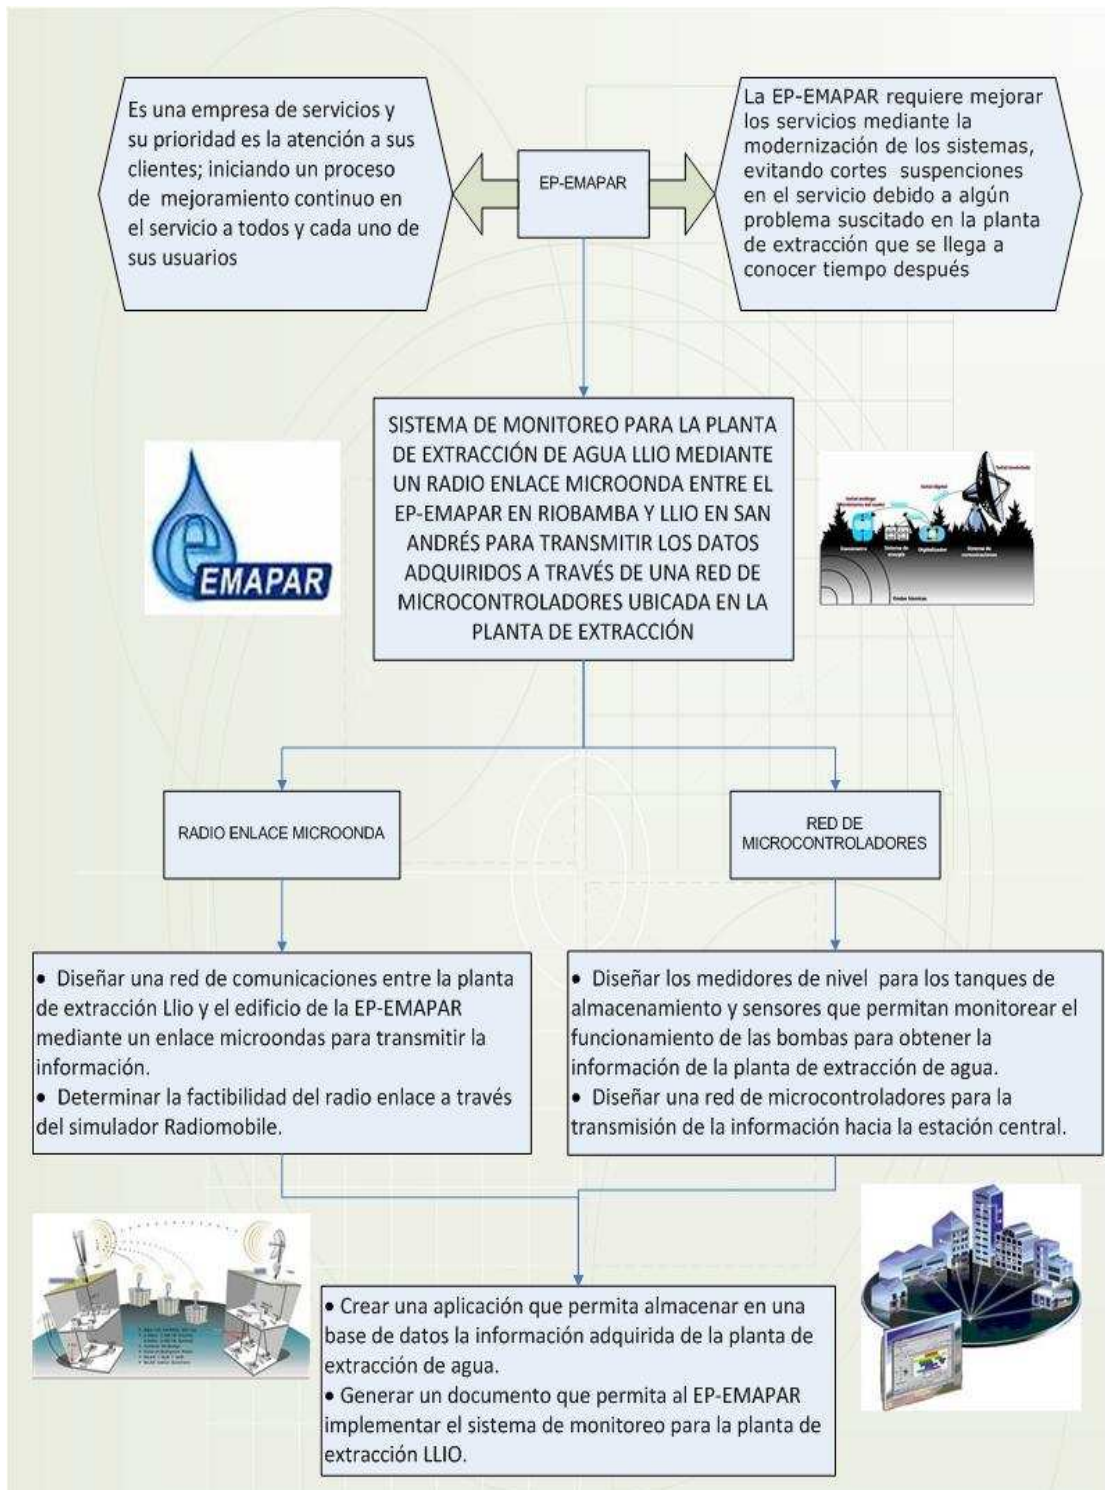 Es una empresa de servicios y
su prioridad es la atención a sus
clientes; iniciando un proceso
de mejoramiento continuo en
el servicio a todos y cada uno de
sus usuarios
EP-EMAPAR
La EP-EMAPAR requiere mejorar
los servicios mediante la
modernización de los sistemas,
evitando cortes suspenciones
en el servicio debido a algún
problema suscitado en la planta
de extracción que se llega a
conocer tiempo después
SISTEMA DE MONITOREO PARA LA PLANTA
DE EXTRACCIÓN DE AGUA LLIO MEDIANTE
UN RADIO ENLACE MICROONDA ENTRE EL
EP-EMAPAR EN RIOBAMBA Y LLIO EN SAN
ANDRÉS PARA TRANSMITIR LOS DATOS
ADQUIRIDOS A TRAVÉS DE UNA RED DE
MICROCONTROLADORES UBICADA EN LA
PLANTA DE EXTRACCIÓN
e
EMAPAR
RADIO ENLACE MICROONDA
RED DE
MICROCONTROLADORES
• Diseñar una red de comunicaciones entre la planta
de extracción Llio y el edificio de la EP-EMAPAR
mediante un enlace microondas para transmitir la
información.
• Determinar la factibilidad del radio enlace a través
del simulador Radiomobile.
• Diseñar los medidores de nivel para los tanques de
almacenamiento y sensores que permitan monitorear el
funcionamiento de las bombas para obtener la
información de la planta de extracción de agua.
• Diseñar una red de microcontroladores para la
transmisión de la información hacia la estación central.
• Crear una aplicación que permita almacenar en una
base de datos la información adquirida de la planta de
extracción de agua.
• Generar un documento que permita al EP-EMAPAR
implementar el sistema de monitoreo para la planta de
extracción LLIO.